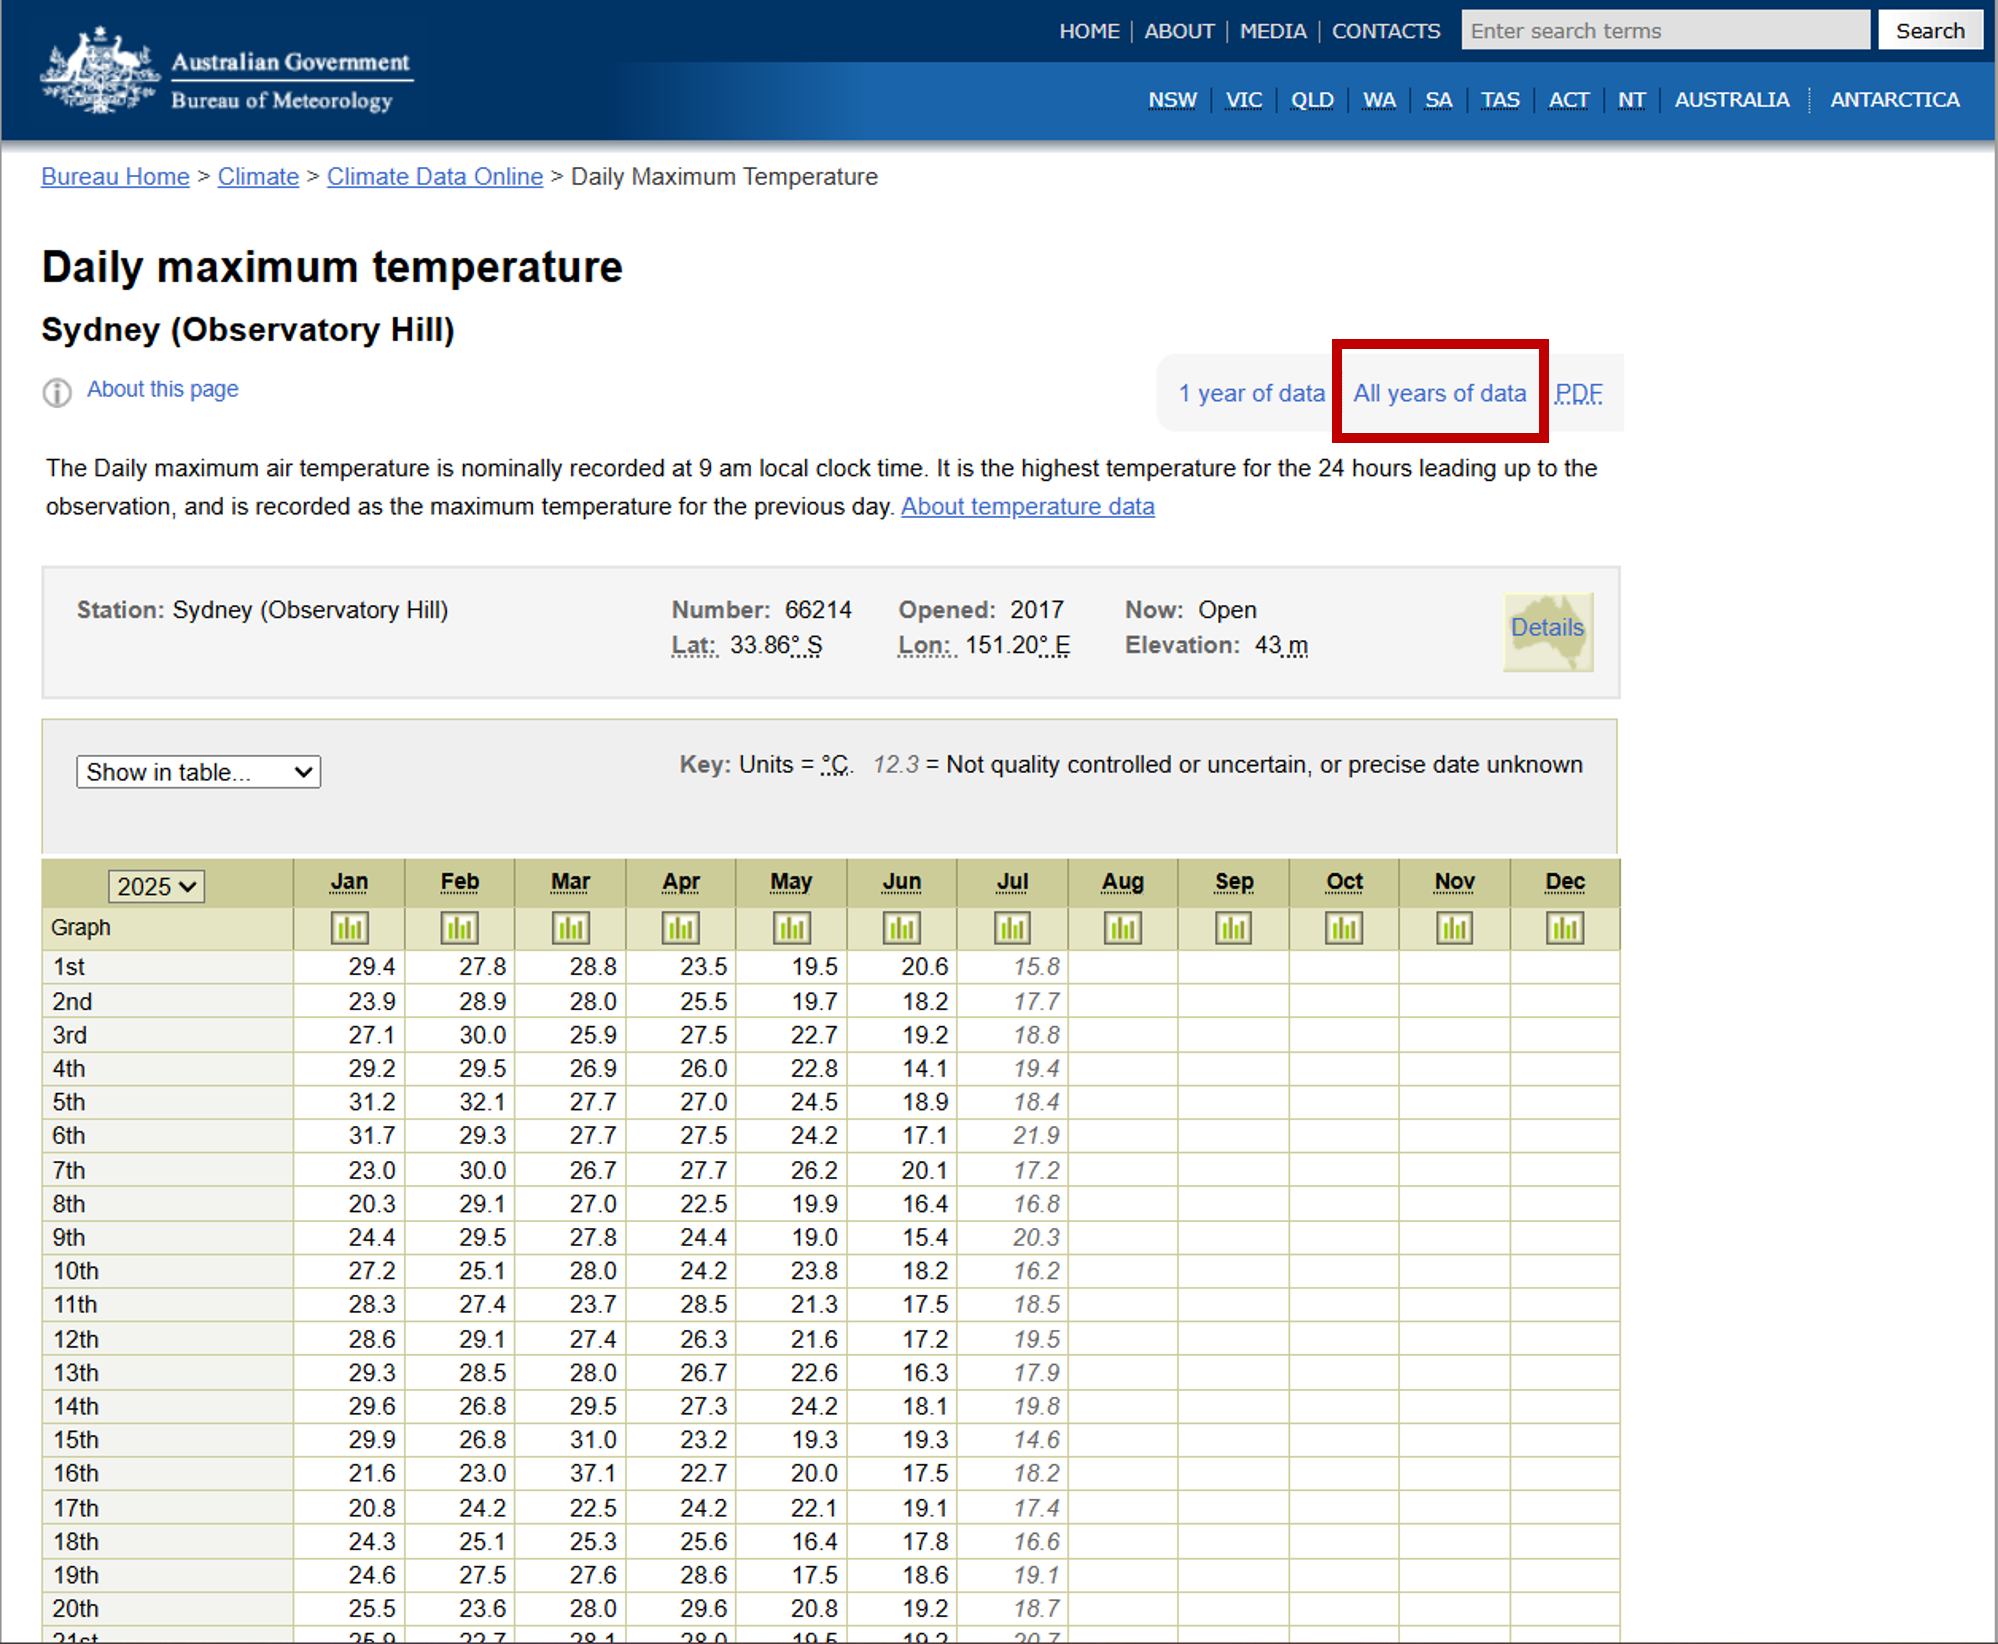 HOME ABOUT MEDIA CONTACTS Enter search terms Search
Australian Government
Bureau of Meteorology
NSW VIC QLD WA SA TAS ACT NT AUSTRALIA ANTARCTICA
Bureau Home > Climate > Climate Data Online > Daily Maximum Temperature
Daily maximum temperature
Sydney (Observatory Hill)
About this page
1 year of data All years of data PDF
The Daily maximum air temperature is nominally recorded at 9 am local clock time. It is the highest temperature for the 24 hours leading up to the
observation, and is recorded as the maximum temperature for the previous day. About temperature data
Station: Sydney (Observatory Hill) Number: 66214 Opened: 2017 Now: Open
Lat: 33.86° S Lon: 151.20° E Elevation: 43 m
Details
Show in table... Key: Units = °C. 12.3 = Not quality controlled or uncertain, or precise date unknown
2025 Jan Feb Mar Apr May Jun Jul Aug Sep Oct Nov Dec
Graph
1st 29.4 27.8 28.8 23.5 19.5 20.6 15.8
2nd 23.9 28.9 28.0 25.5 19.7 18.2 17.7
3rd 27.1 30.0 25.9 27.5 22.7 19.2 18.8
4th 29.2 29.5 26.9 26.0 22.8 14.1 19.4
5th 31.2 32.1 27.7 27.0 24.5 18.9 18.4
6th 31.7 29.3 27.7 27.5 24.2 17.1 21.9
7th 23.0 30.0 26.7 27.7 26.2 20.1 17.2
8th 20.3 29.1 27.0 22.5 19.9 16.4 16.8
9th 24.4 29.5 27.8 24.4 19.0 15.4 20.3
10th 27.2 25.1 28.0 24.2 23.8 18.2 16.2
11th 28.3 27.4 23.7 28.5 21.3 17.5 18.5
12th 28.6 29.1 27.4 26.3 21.6 17.2 19.5
13th 29.3 28.5 28.0 26.7 22.6 16.3 17.9
14th 29.6 26.8 29.5 27.3 24.2 18.1 19.8
15th 29.9 26.8 31.0 23.2 19.3 19.3 14.6
16th 21.6 23.0 37.1 22.7 20.0 17.5 18.2
17th 20.8 24.2 22.5 24.2 22.1 19.1 17.4
18th 24.3 25.1 25.3 25.6 16.4 17.8 16.6
19th 24.6 27.5 27.6 28.6 17.5 18.6 19.1
20th 25.5 23.6 28.0 29.6 20.8 19.2 18.7
21st 28.1